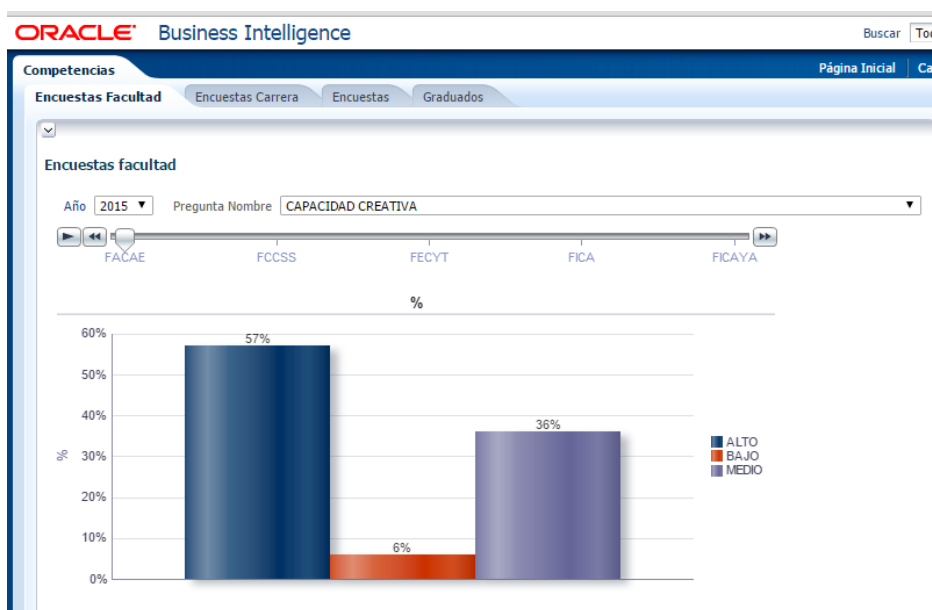 ORACLE Business Intelligence
Buscar
Competencias
Página Inicial
Encuestas Facultad Encuestas Carrera Encuestas Graduados
Encuestas facultad
Año 2015 Pregunta Nombre CAPACIDAD CREATIVA
FACAE FCCSS FECYT FICA FICAYA
%
60%
57%
50%
40%
36%
ALTO
BAJO
MEDIO
%
30%
20%
10%
6%
0%